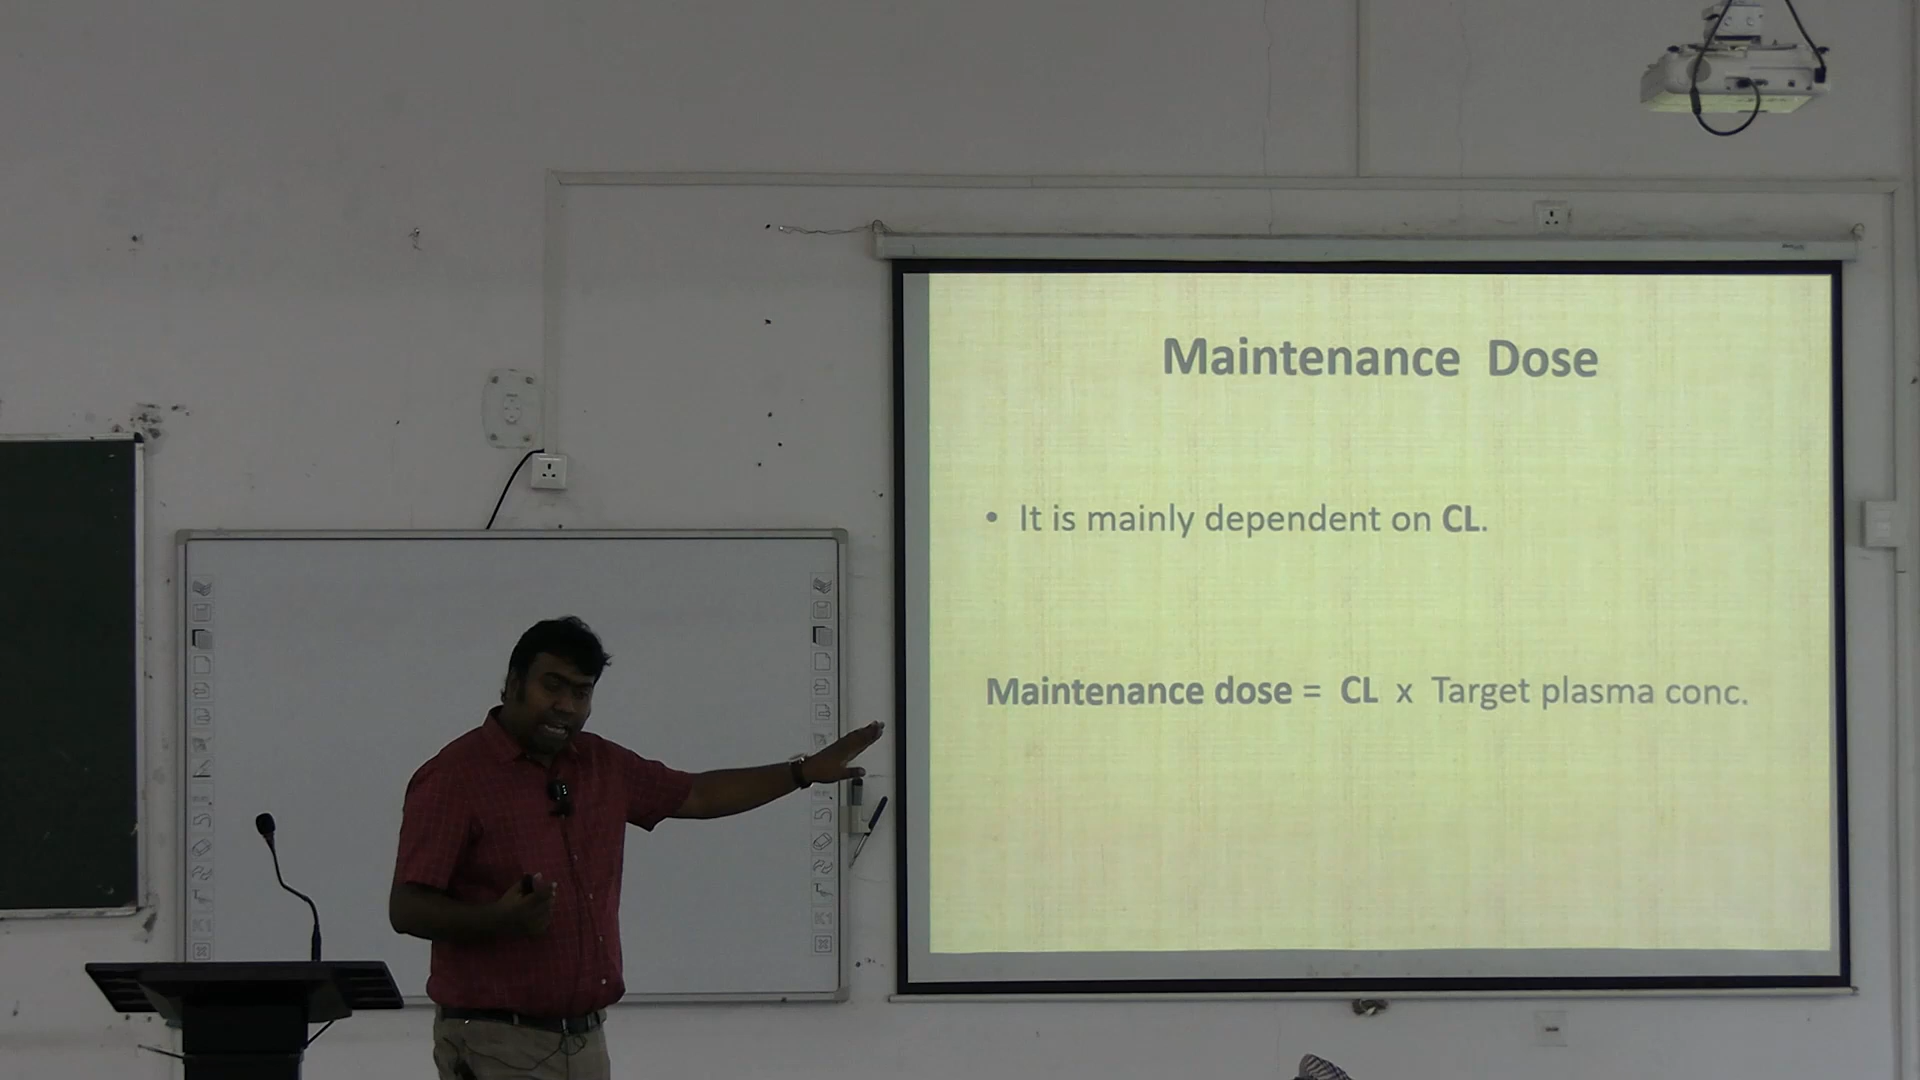 Maintenance Dose
• It is mainly dependent on CL.
Maintenance dose = CL x Target plasma conc.